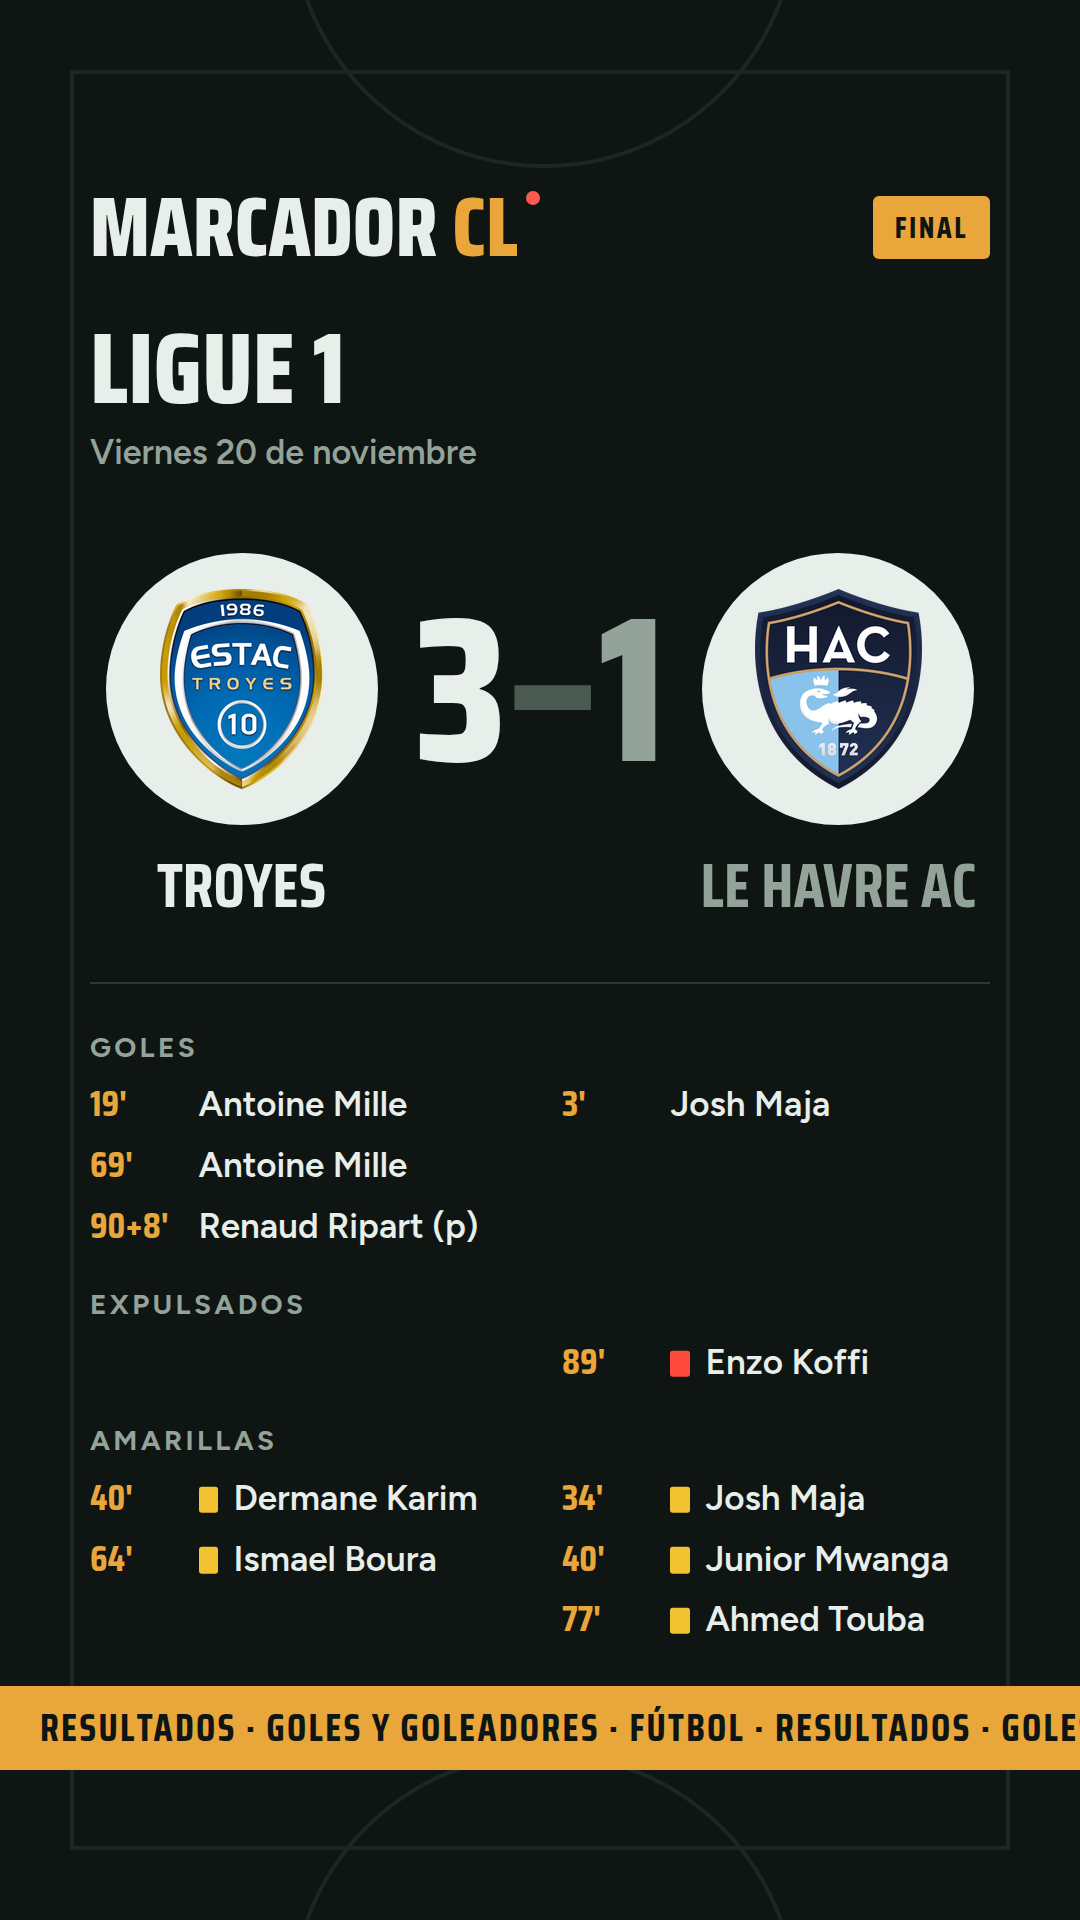 MARCADOR CL
FINAL
LIGUE 1
Viernes 20 de noviembre
1986
ESTAC
TROYES
10
3–1
HAC
1872
TROYES
LE HAVRE AC
GOLES
19' Antoine Mille
3' Josh Maja
69' Antoine Mille
90+8' Renaud Ripart (p)
EXPULSADOS
89' Enzo Koffi
AMARILLAS
40' Dermane Karim
34' Josh Maja
64' Ismael Boura
40' Junior Mwanga
77' Ahmed Touba
RESULTADOS · GOLES Y GOLEADORES · FÚTBOL · RESULTADOS · GOLE